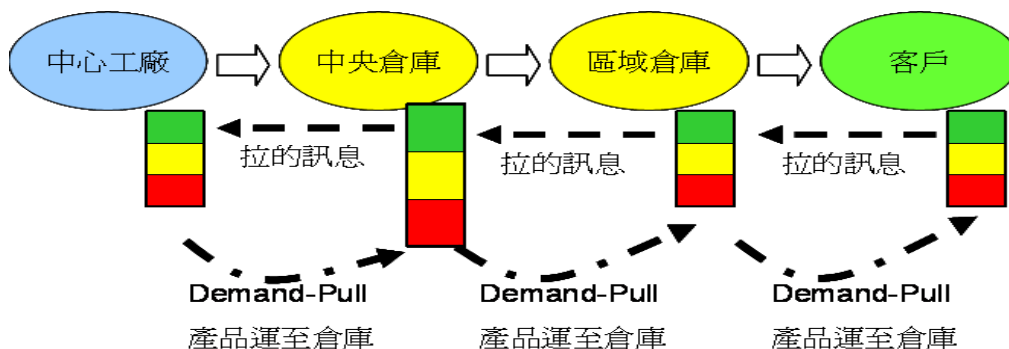 中心工廠
中央倉庫
區域倉庫
客戶
拉的訊息
拉的訊息
拉的訊息
Demand-Pull
Demand-Pull
Demand-Pull
產品運至倉庫
產品運至倉庫
產品運至倉庫